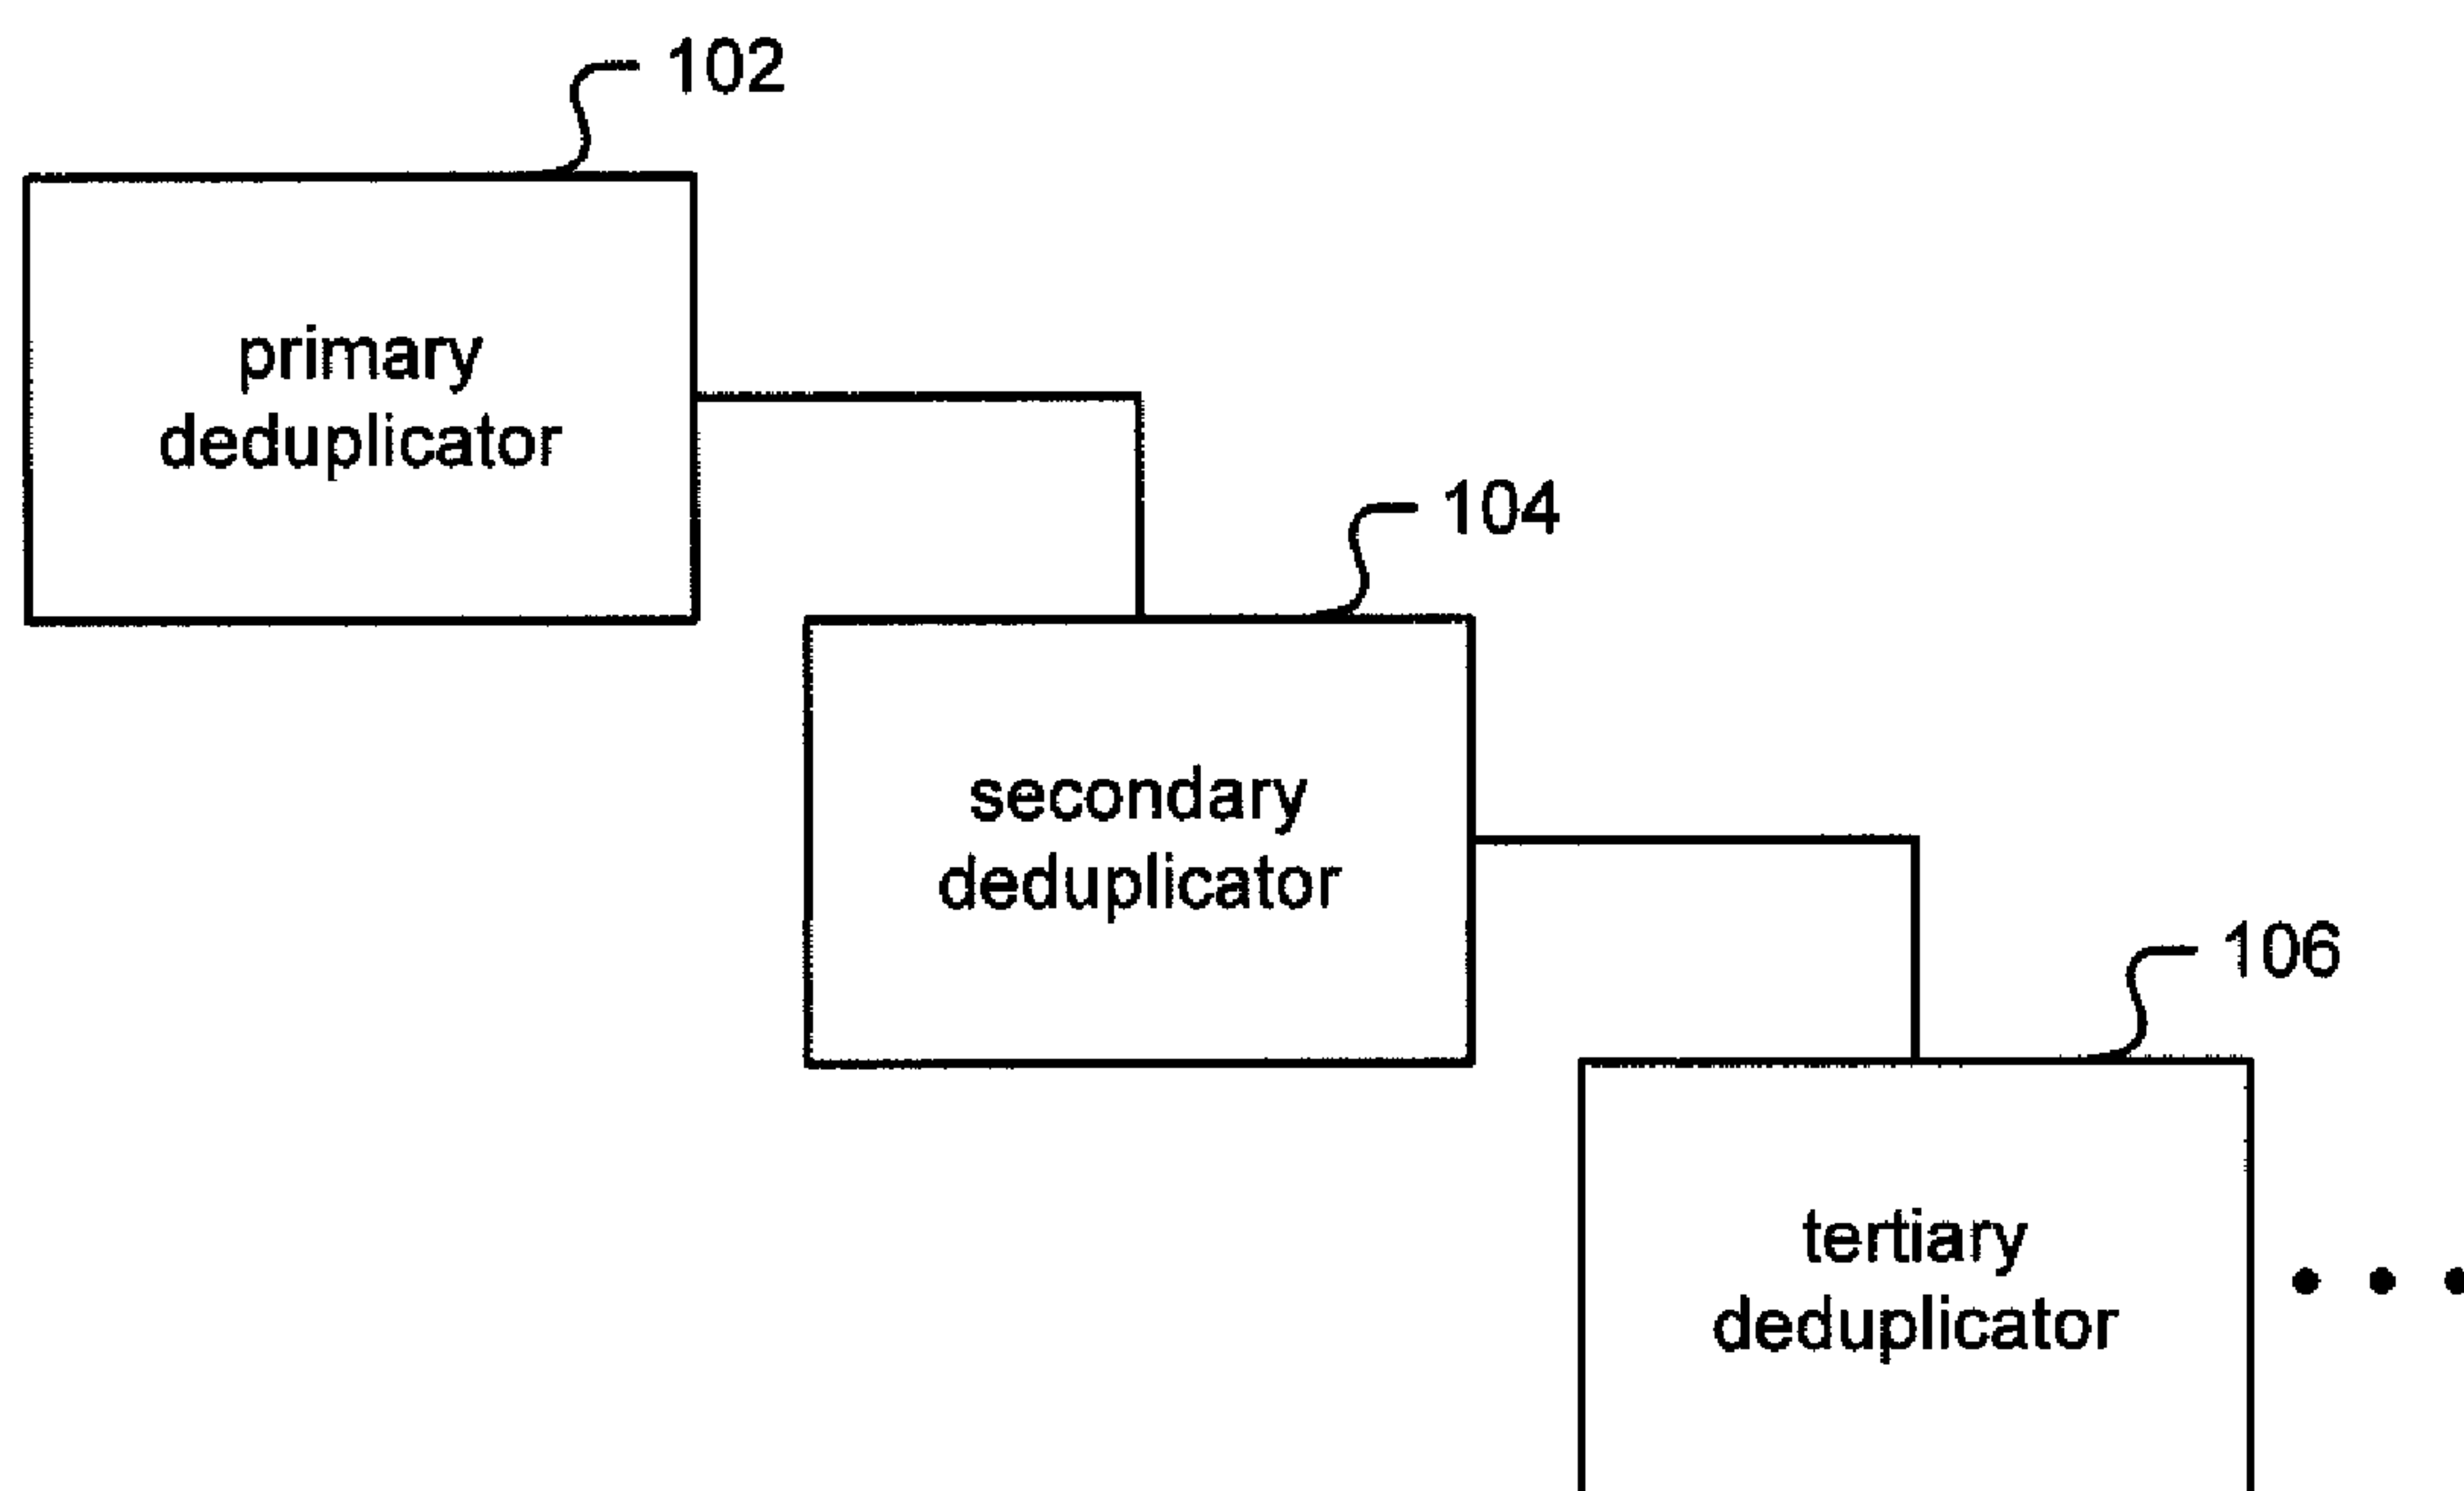 102
primary
deduplicator
104
secondary
deduplicator
106
tertiary
deduplicator